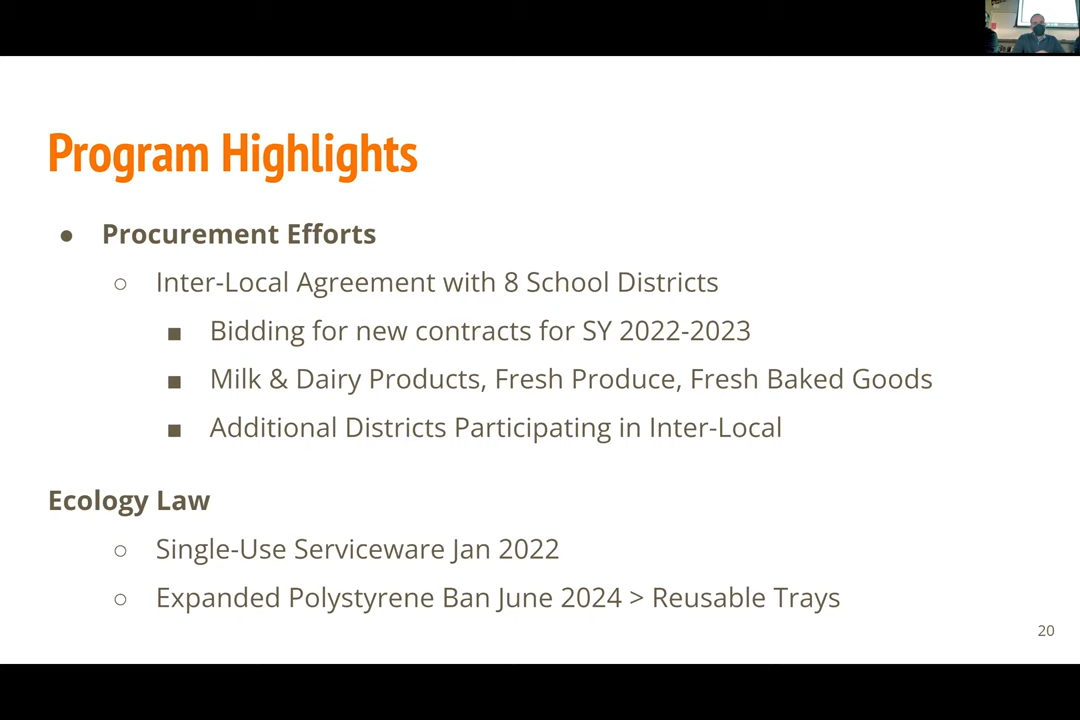 Program Highlights
● Procurement Efforts
○ Inter-Local Agreement with 8 School Districts
■ Bidding for new contracts for SY 2022-2023
■ Milk & Dairy Products, Fresh Produce, Fresh Baked Goods
■ Additional Districts Participating in Inter-Local
Ecology Law
○ Single-Use Serviceware Jan 2022
○ Expanded Polystyrene Ban June 2024 > Reusable Trays
20